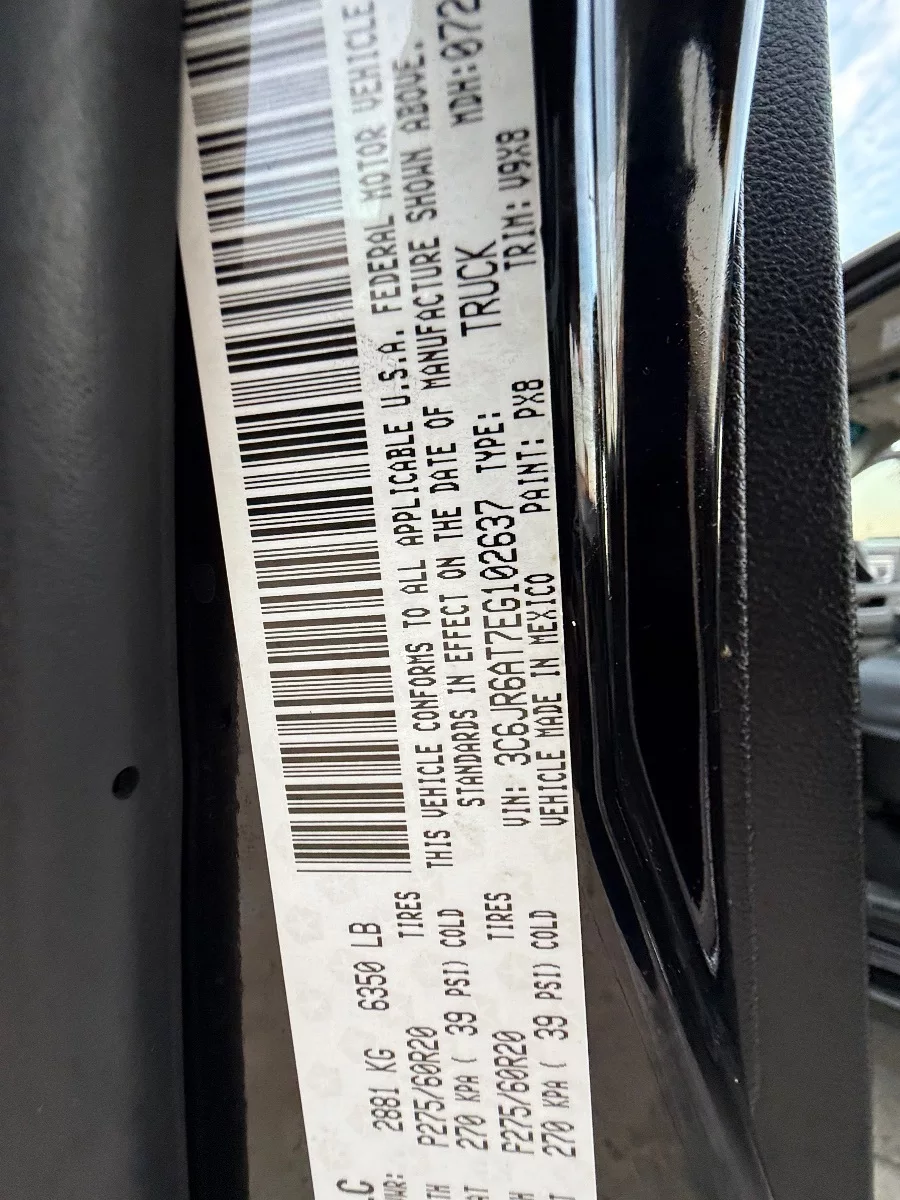 2881 KG 6350 LB
TIRES
P275/60R20
270 KPA ( 39 PSI) COLD
TIRES
P275/60R20
270 KPA ( 39 PSI) COLD
THIS VEHICLE CONFORMS TO ALL APPLICABLE U.S.A. FEDERAL MOTOR VEHICLE
STANDARDS IN EFFECT ON THE DATE OF MANUFACTURE SHOWN ABOVE.
VIN: 3C6JR6AT7EG102637 TYPE: TRUCK MDH:072
VEHICLE MADE IN MEXICO PAINT: PX8 TRIM: V9X8